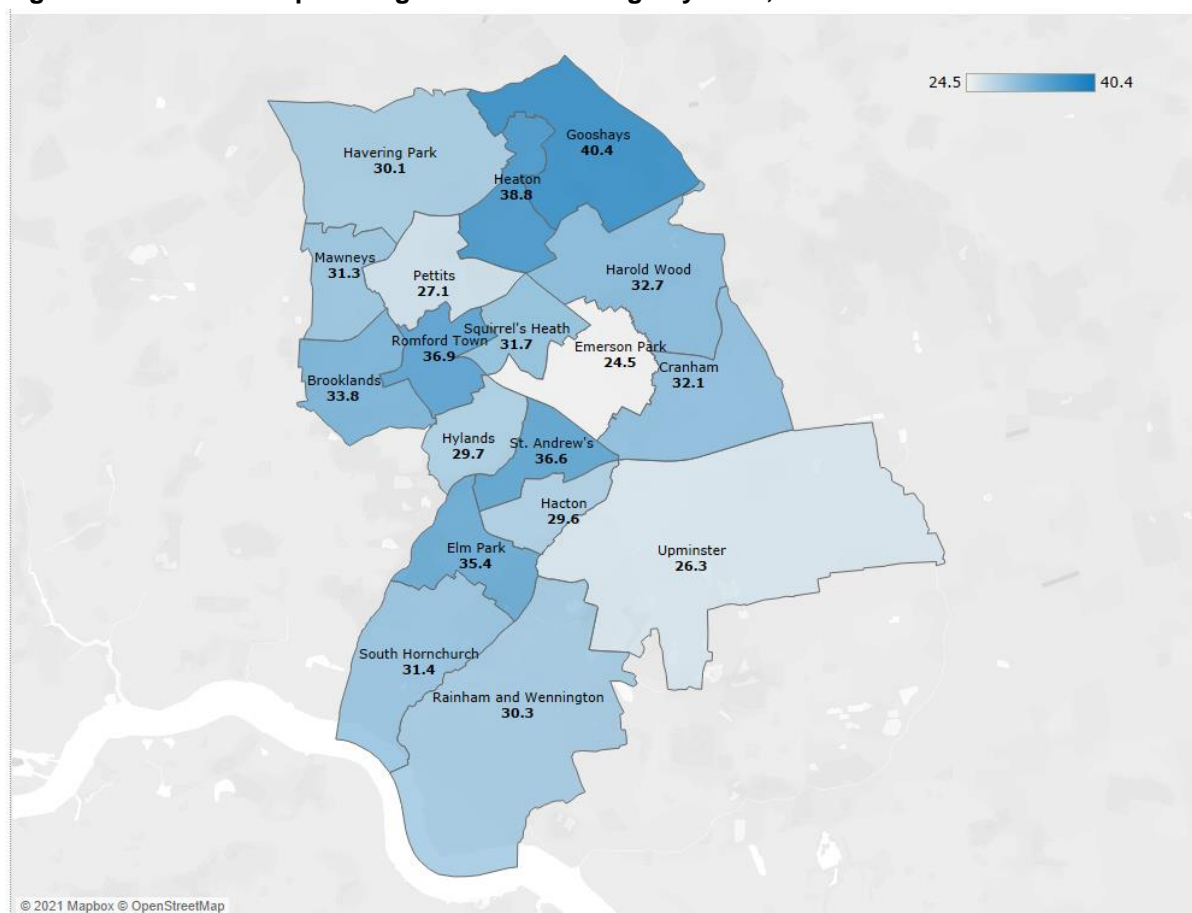 24.5 40.4
Gooshays
40.4
Havering Park
30.1
Heaton
38.8
Mawneys
31.3
Pettits
27.1
Harold Wood
32.7
Squirrel's Heath
31.7
Romford Town
36.9
Emerson Park
24.5
Cranham
32.1
Brooklands
33.8
Hylands
29.7
St. Andrew's
36.6
Hacton
29.6
Elm Park
35.4
Upminster
26.3
South Hornchurch
31.4
Rainham and Wennington
30.3
© 2021 Mapbox © OpenStreetMap